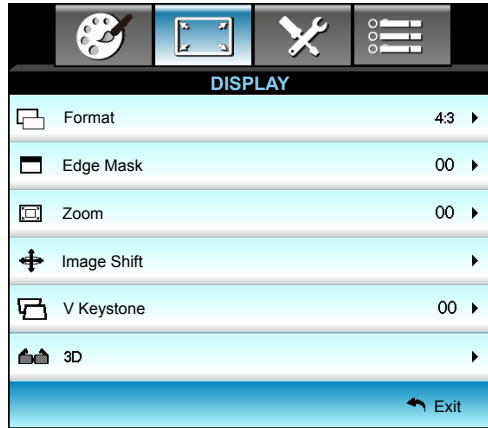 DISPLAY
Format 4:3
Edge Mask 00
Zoom 00
Image Shift
V Keystone 00
3D
Exit